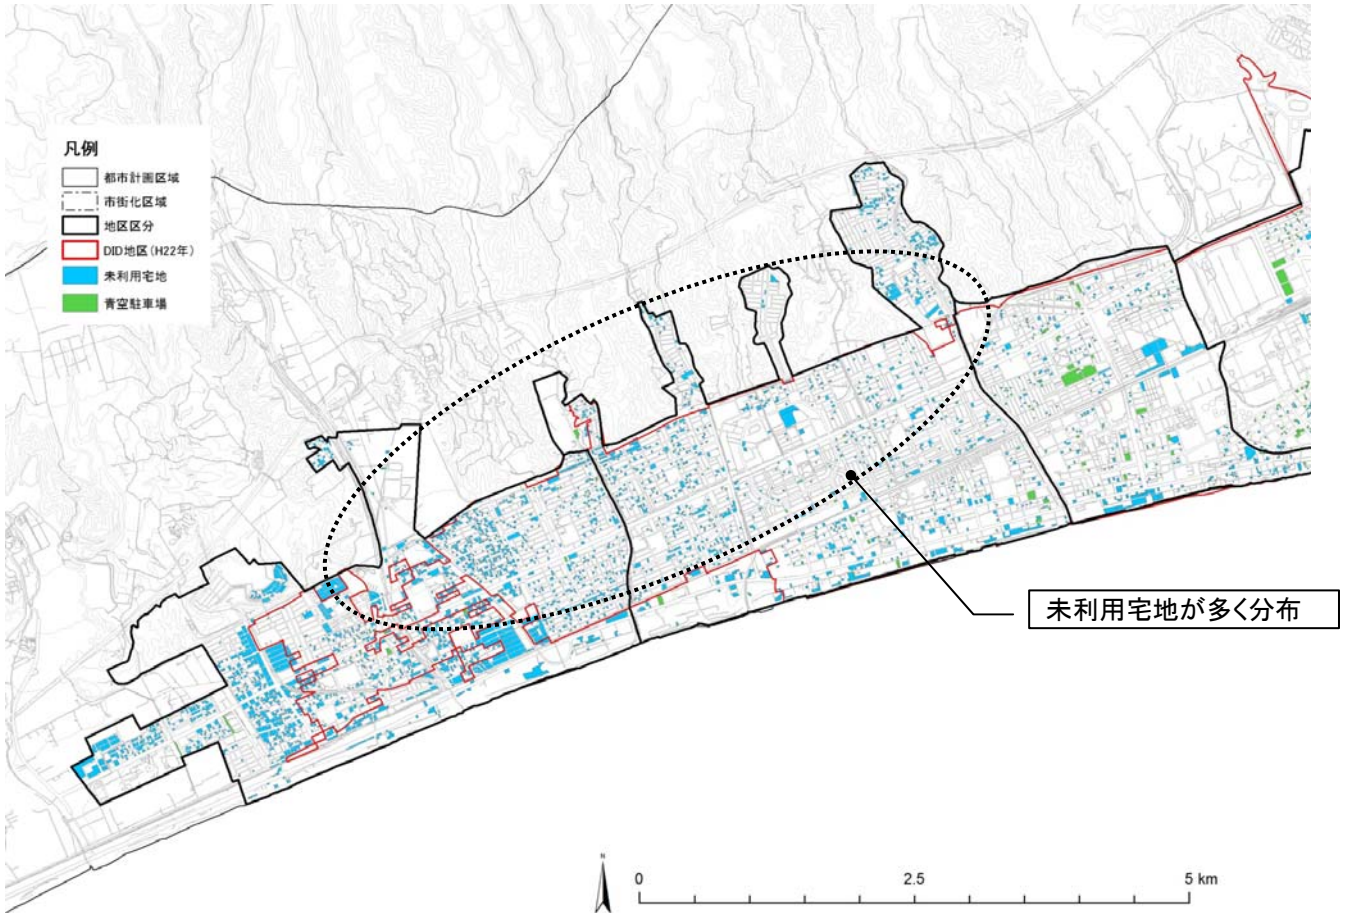 凡例
都市計画区域
市街化区域
地区区分
DID地区(H22年)
未利用宅地
青空駐車場
未利用宅地が多く分布
N
0 2.5 5 km